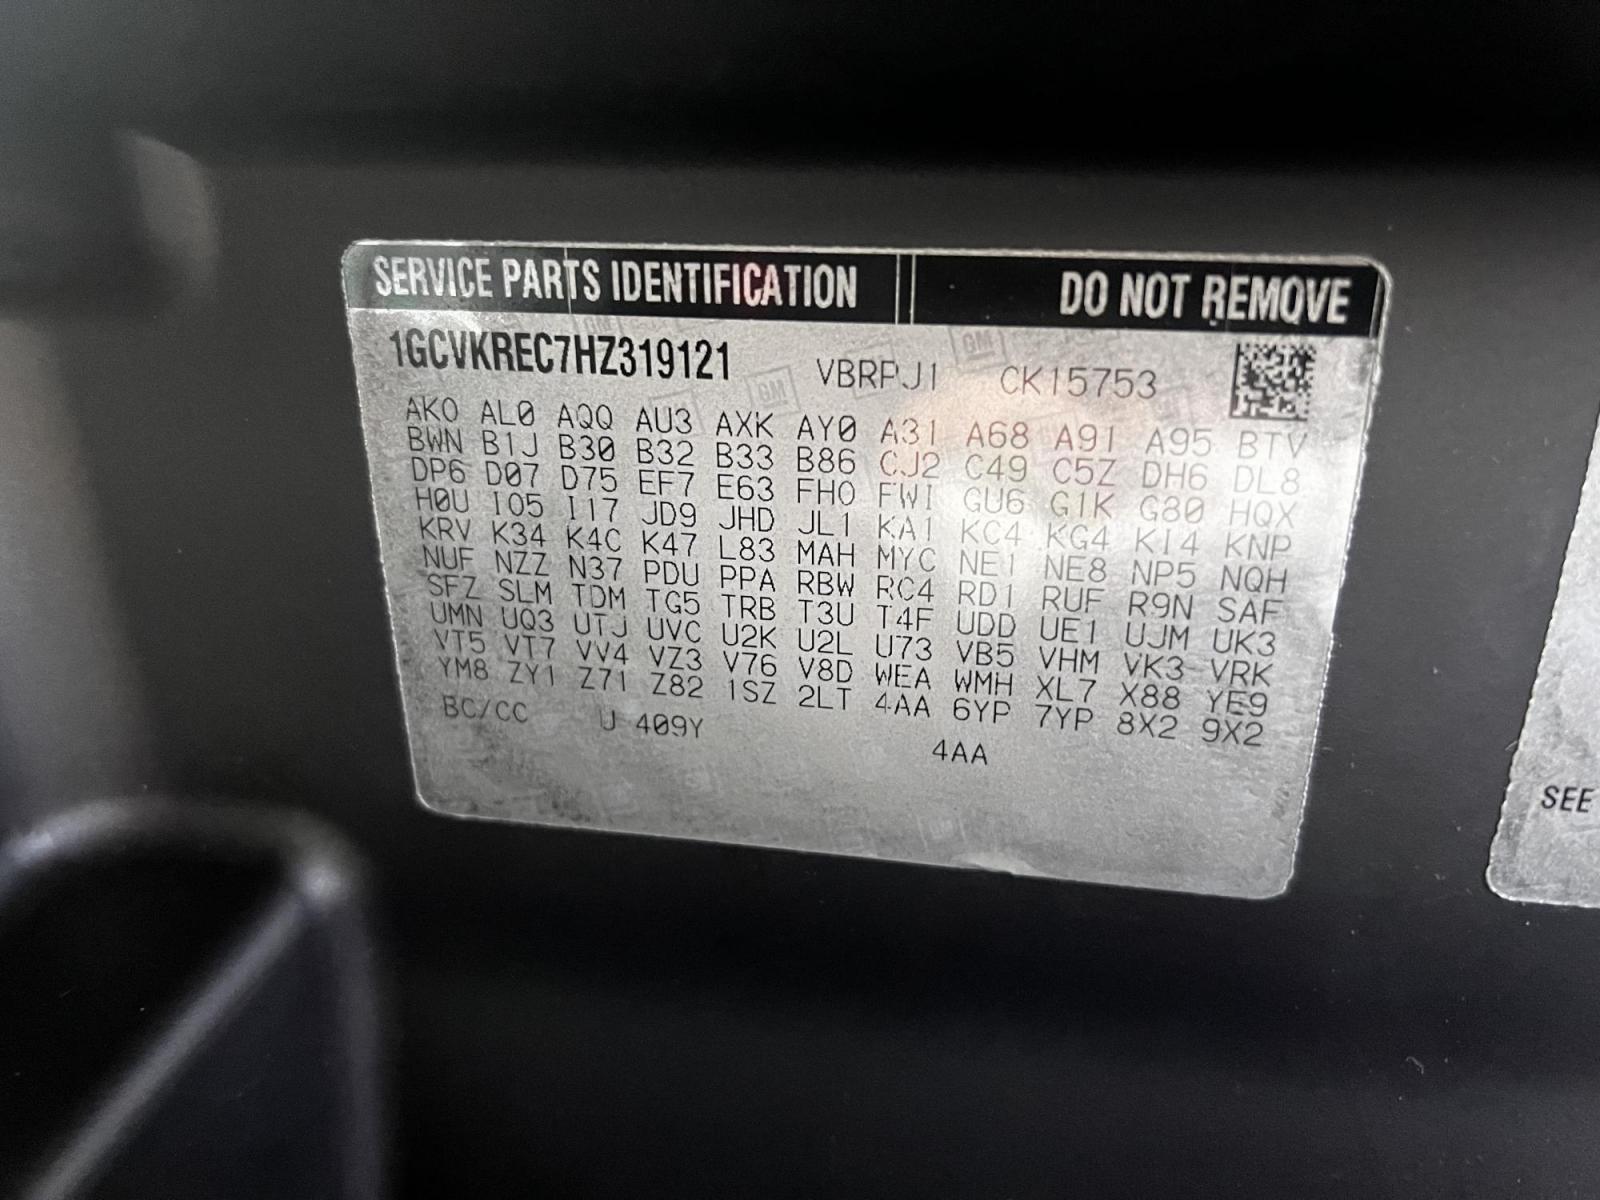 SERVICE PARTS IDENTIFICATION DO NOT REMOVE
1GCVKREC7HZ319121 VBRPJ1 CK15753
AKO AL0 AQQ AU3 AXK AY0 A31 A68 A91 A95 BTV
BWN B1J B30 B32 B33 B86 CJ2 C49 C5Z DH6 DL8
DP6 D07 D75 EF7 E63 FHO FWI GU6 G1K G80 HQX
H0U IO5 I17 JD9 JHD JL1 KA1 KC4 KG4 KI4 KNP
KRV K34 K4C K47 L83 MAH MYC NE1 NE8 NP5 NQH
NUF NZZ N37 PDU PPA RBW RC4 RD1 RUF R9N SAF
SFZ SLM TDM TG5 TRB T3U T4F UDD UE1 UJM UK3
UMN UQ3 UTJ UVC U2K U2L U73 VB5 VHM VK3 VRK
VT5 VT7 VV4 VZ3 V76 V8D WEA WMH XL7 X88 YE9
YM8 ZY1 Z71 Z82 1SZ 2LT 4AA 6YP 7YP 8X2 9X2
BC/CC U 409Y 4AA
GM
GM
SEE